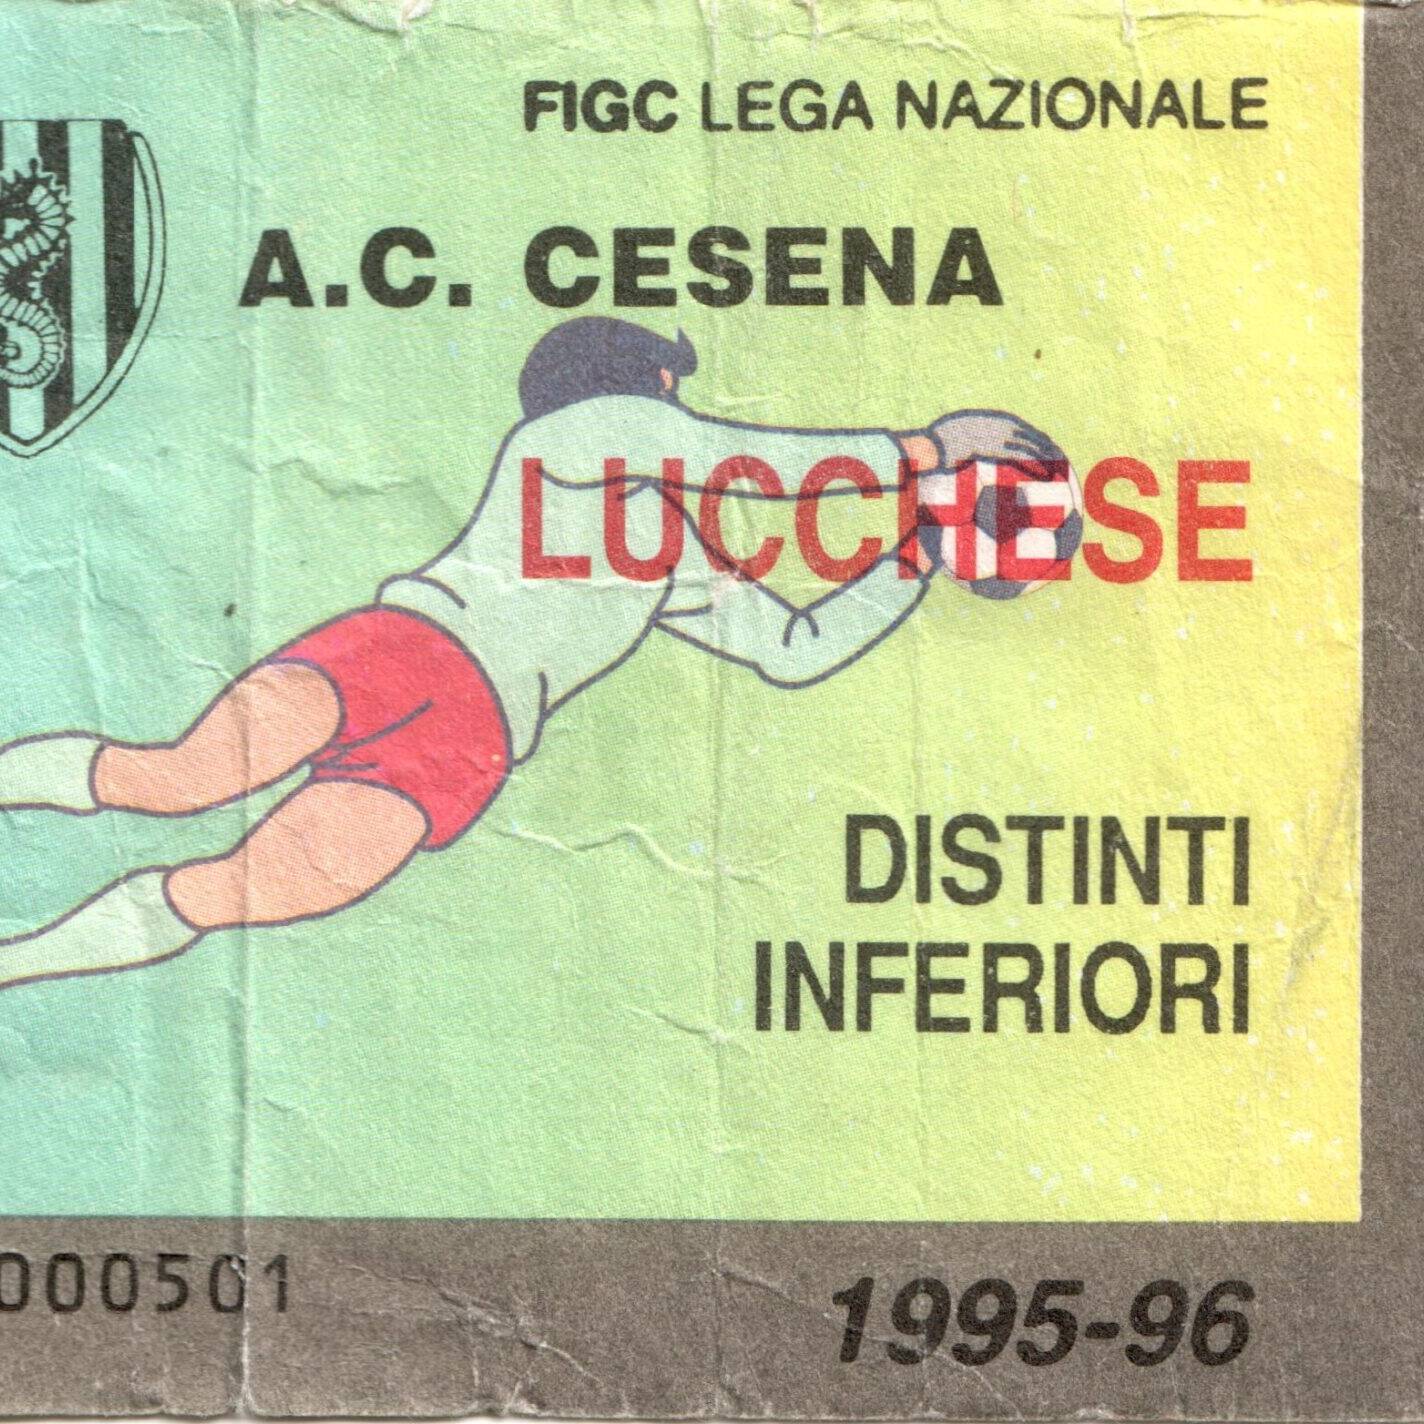 FIGC LEGA NAZIONALE
A.C. CESENA
LUCCHESE
DISTINTI
INFERIORI
000501
1995-96